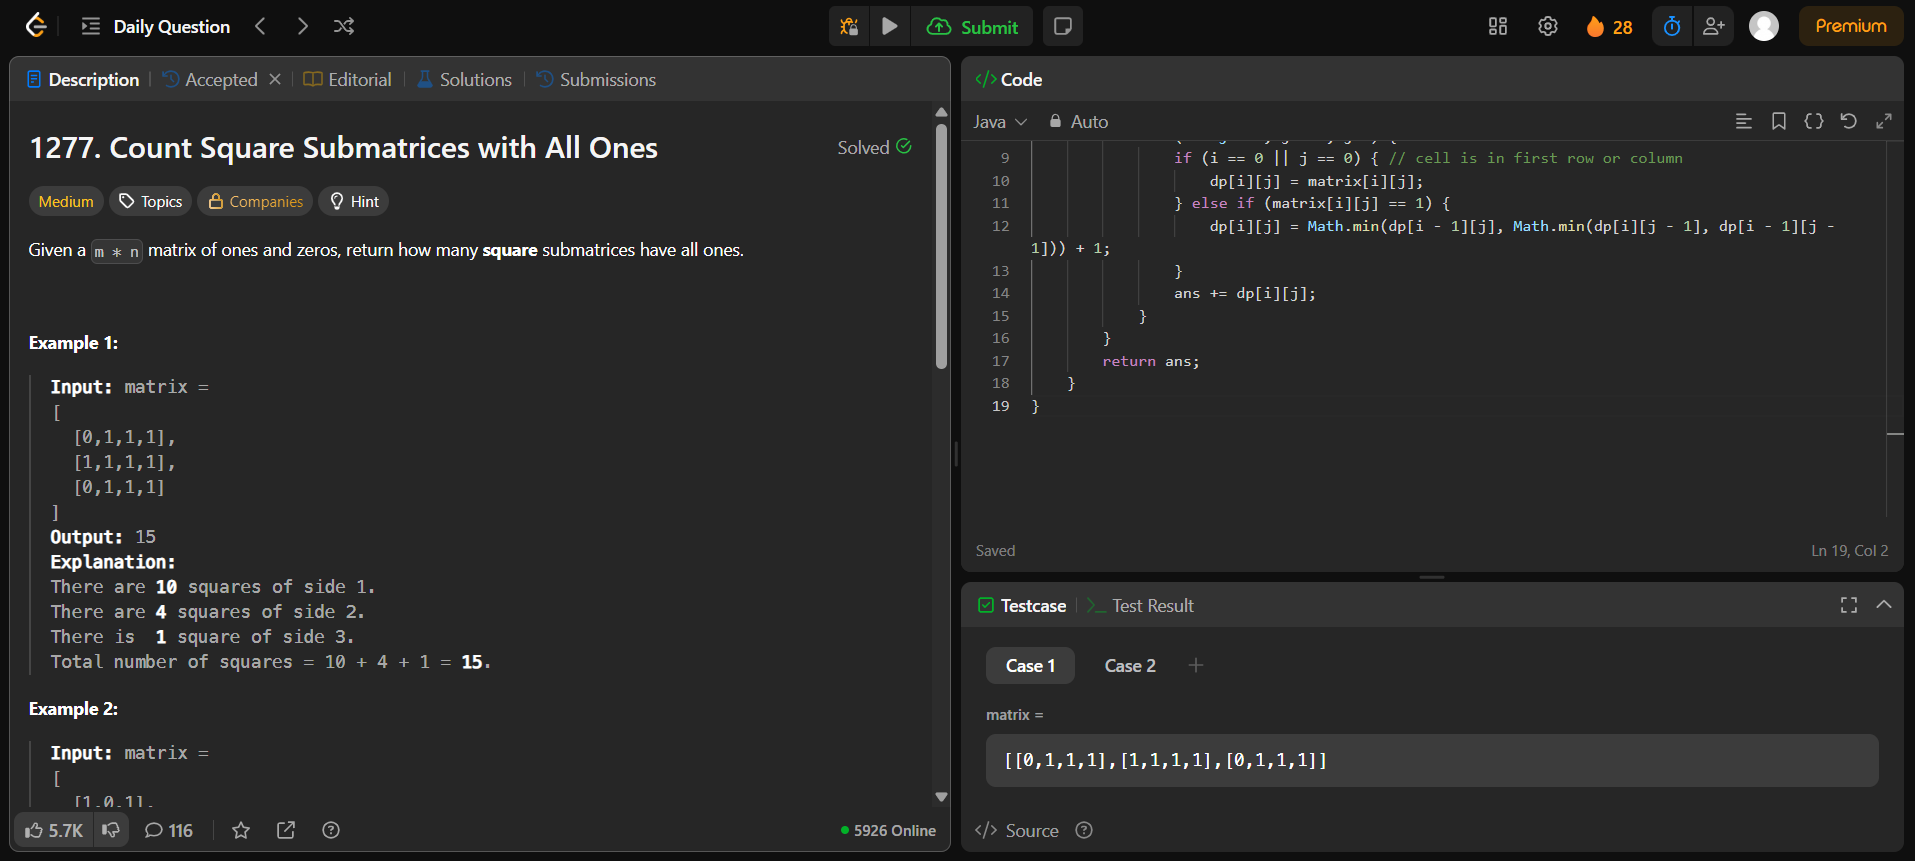 Daily Question
Submit
28
Premium
Description
Accepted
Editorial
Solutions
Submissions
1277. Count Square Submatrices with All Ones
Solved
Medium
Topics
Companies
Hint
Given a m * n matrix of ones and zeros, return how many square submatrices have all ones.
Example 1:
Input: matrix =
[
[0,1,1,1],
[1,1,1,1],
[0,1,1,1]
]
Output: 15
Explanation:
There are 10 squares of side 1.
There are 4 squares of side 2.
There is  1 square of side 3.
Total number of squares = 10 + 4 + 1 = 15.
Example 2:
Input: matrix =
[
[1,0,1],
5.7K
116
5926 Online
</> Code
Java
Auto
9 if (i == 0 || j == 0) { // cell is in first row or column
10 dp[i][j] = matrix[i][j];
11 } else if (matrix[i][j] == 1) {
12 dp[i][j] = Math.min(dp[i - 1][j], Math.min(dp[i][j - 1], dp[i - 1][j -
1])) + 1;
13 }
14 ans += dp[i][j];
15 }
16 }
17 return ans;
18 }
19 }
Saved
Ln 19, Col 2
Testcase
Test Result
Case 1
Case 2
+
matrix =
[[0,1,1,1],[1,1,1,1],[0,1,1,1]]
</> Source